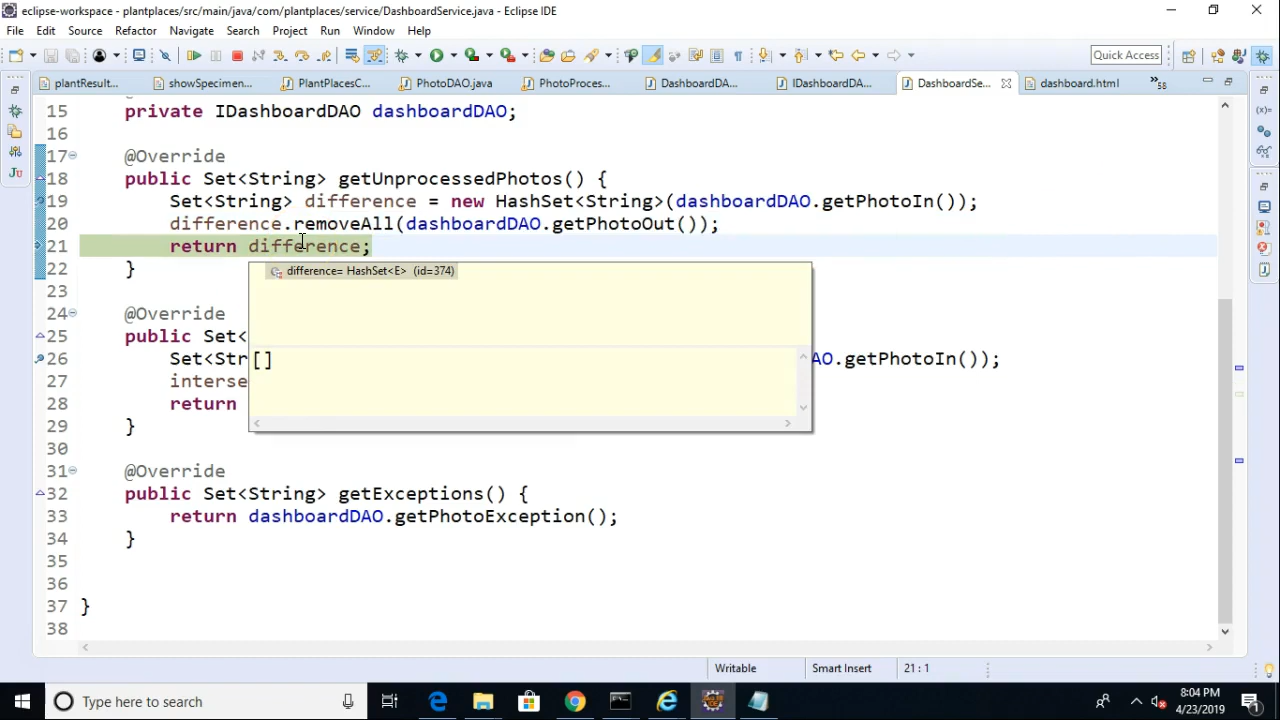 eclipse-workspace - plantplaces/src/main/java/com/plantplaces/service/DashboardService.java - Eclipse IDE
File Edit Source Refactor Navigate Search Project Run Window Help
Quick Access
plantResult... showSpecimen... PlantPlacesC... PhotoDAO.java PhotoProces... DashboardDA... IDashboardDA... DashboardSe... dashboard.html »58
15 private IDashboardDAO dashboardDAO;
16
17 @Override
18 public Set<String> getUnprocessedPhotos() {
19 Set<String> difference = new HashSet<String>(dashboardDAO.getPhotoIn());
20 difference.removeAll(dashboardDAO.getPhotoOut());
21 return difference;
22 }
difference= HashSet<E> (id=374)
[]
23
24 @Override
25 public Set<
26 Set<Str AO.getPhotoIn());
27 interse
28 return
29 }
30
31 @Override
32 public Set<String> getExceptions() {
33 return dashboardDAO.getPhotoException();
34 }
35
36
37 }
38
Writable Smart Insert 21 : 1
Type here to search
8:04 PM
4/23/2019
1